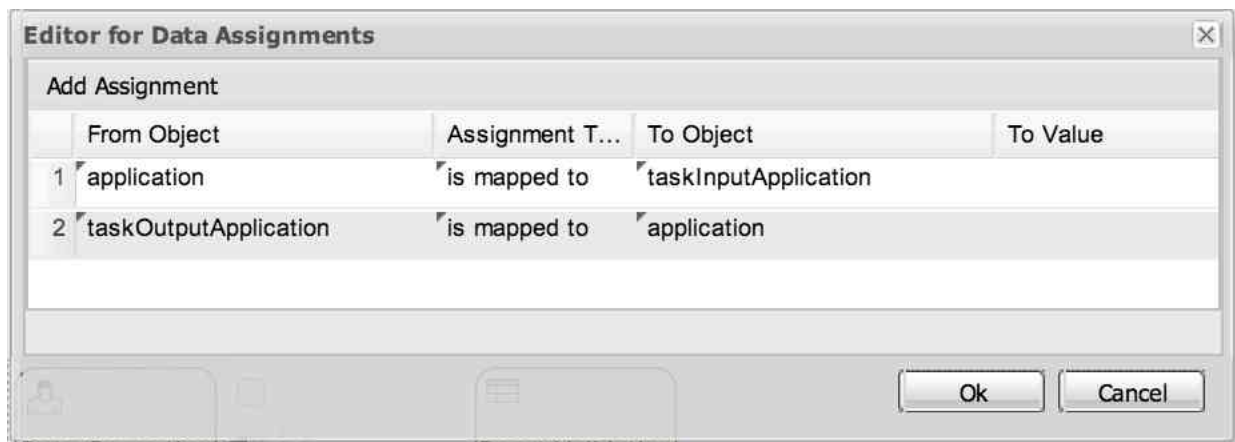 Editor for Data Assignments
Add Assignment
From Object Assignment T... To Object To Value
1 application is mapped to taskInputApplication
2 taskOutputApplication is mapped to application
Ok Cancel